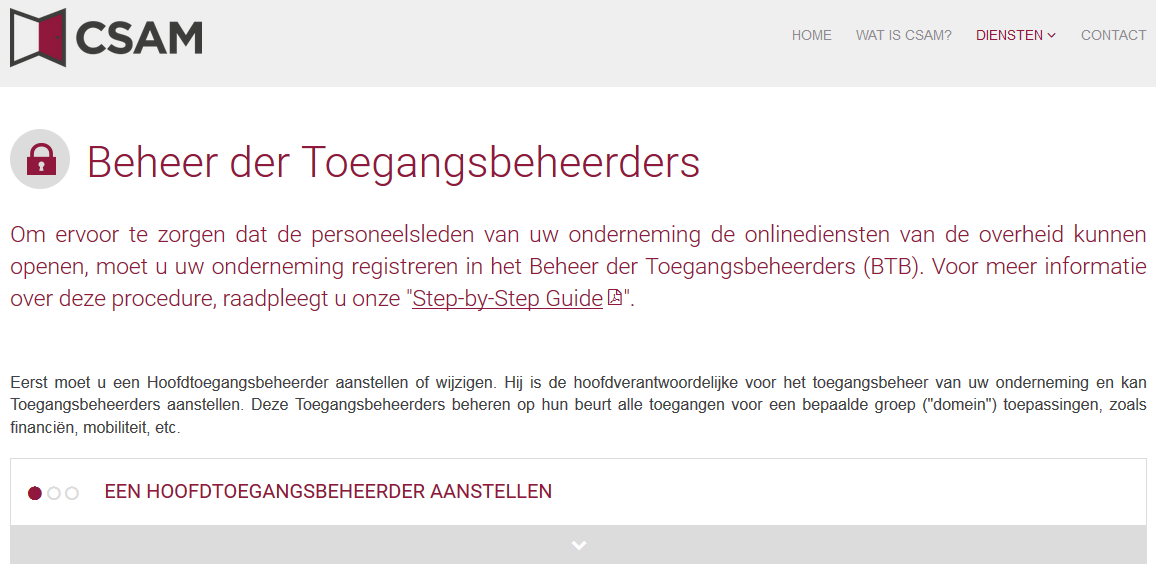 CSAM
HOME WAT IS CSAM? DIENSTEN CONTACT
Beheer der Toegangsbeheerders
Om ervoor te zorgen dat de personeelsleden van uw onderneming de onlinediensten van de overheid kunnen
openen, moet u uw onderneming registreren in het Beheer der Toegangsbeheerders (BTB). Voor meer informatie
over deze procedure, raadpleegt u onze "Step-by-Step Guide".
Eerst moet u een Hoofdtoegangsbeheerder aanstellen of wijzigen. Hij is de hoofdverantwoordelijke voor het toegangsbeheer van uw onderneming en kan
Toegangsbeheerders aanstellen. Deze Toegangsbeheerders beheren op hun beurt alle toegangen voor een bepaalde groep ("domein") toepassingen, zoals
financiën, mobiliteit, etc.
EEN HOOFDTOEGANGSBEHEERDER AANSTELLEN